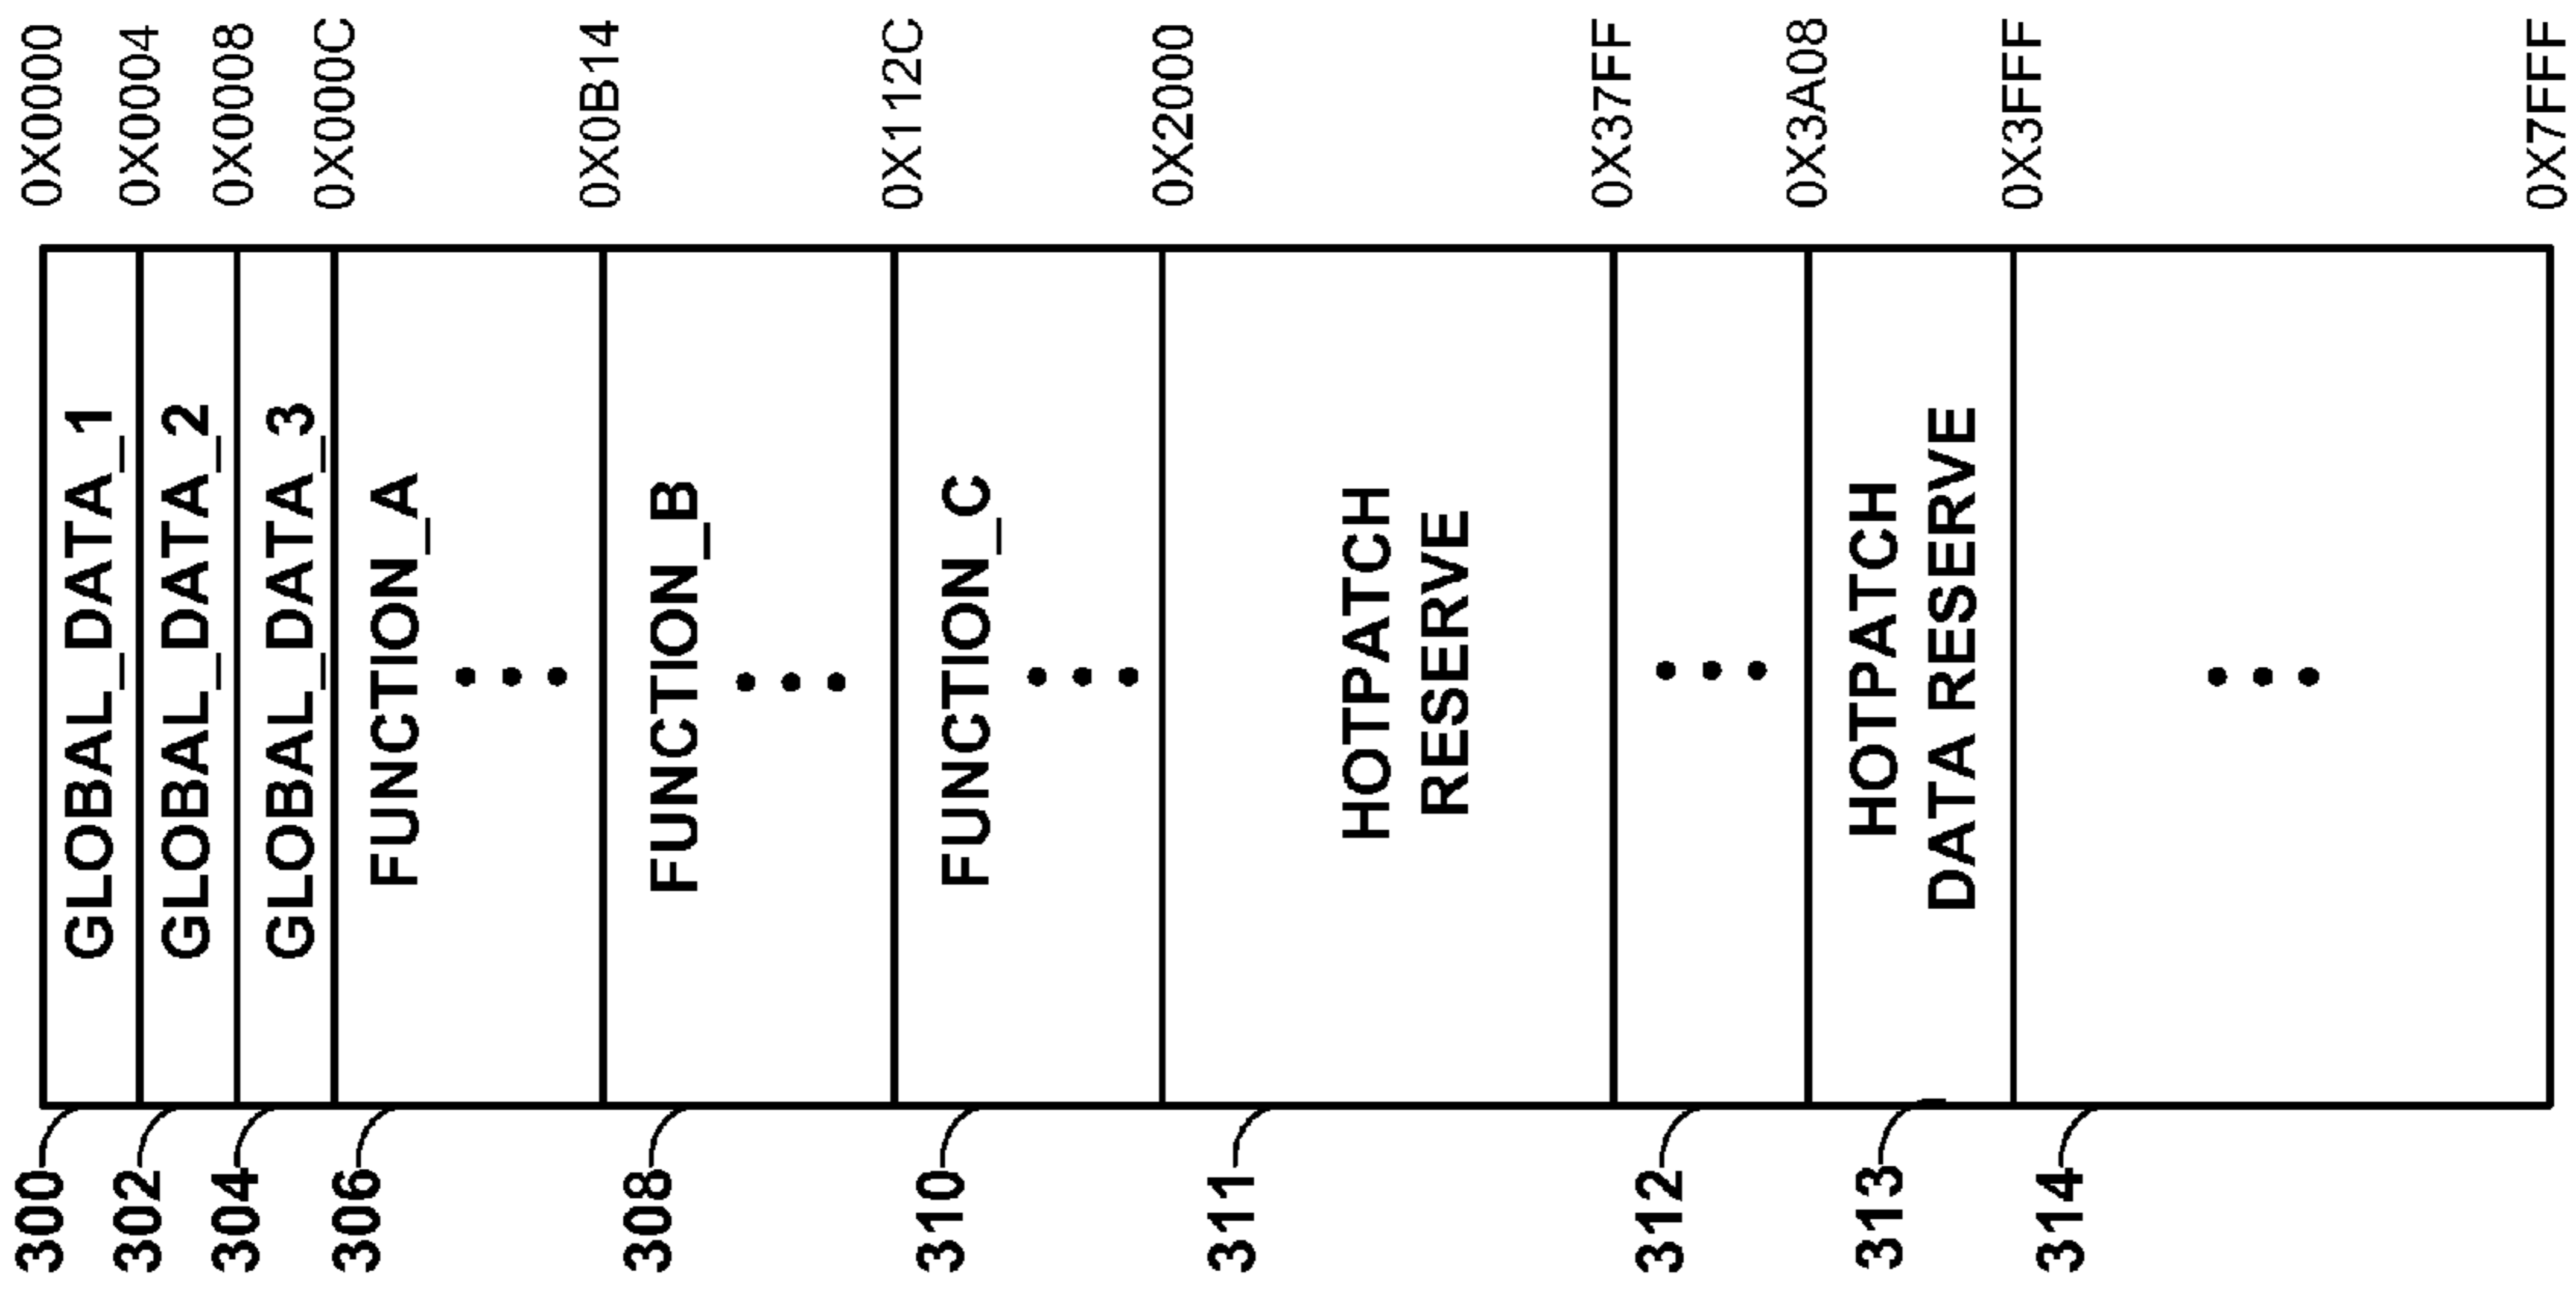 0X0000
300
GLOBAL_DATA_1
0X0004
302
GLOBAL_DATA_2
0X0008
304
GLOBAL_DATA_3
0X000C
306
FUNCTION_A
0X0B14
308
FUNCTION_B
0X112C
310
FUNCTION_C
0X2000
311
HOTPATCH
RESERVE
0X37FF
312
0X3A08
313
HOTPATCH
DATA RESERVE
0X3FFF
314
0X7FFF